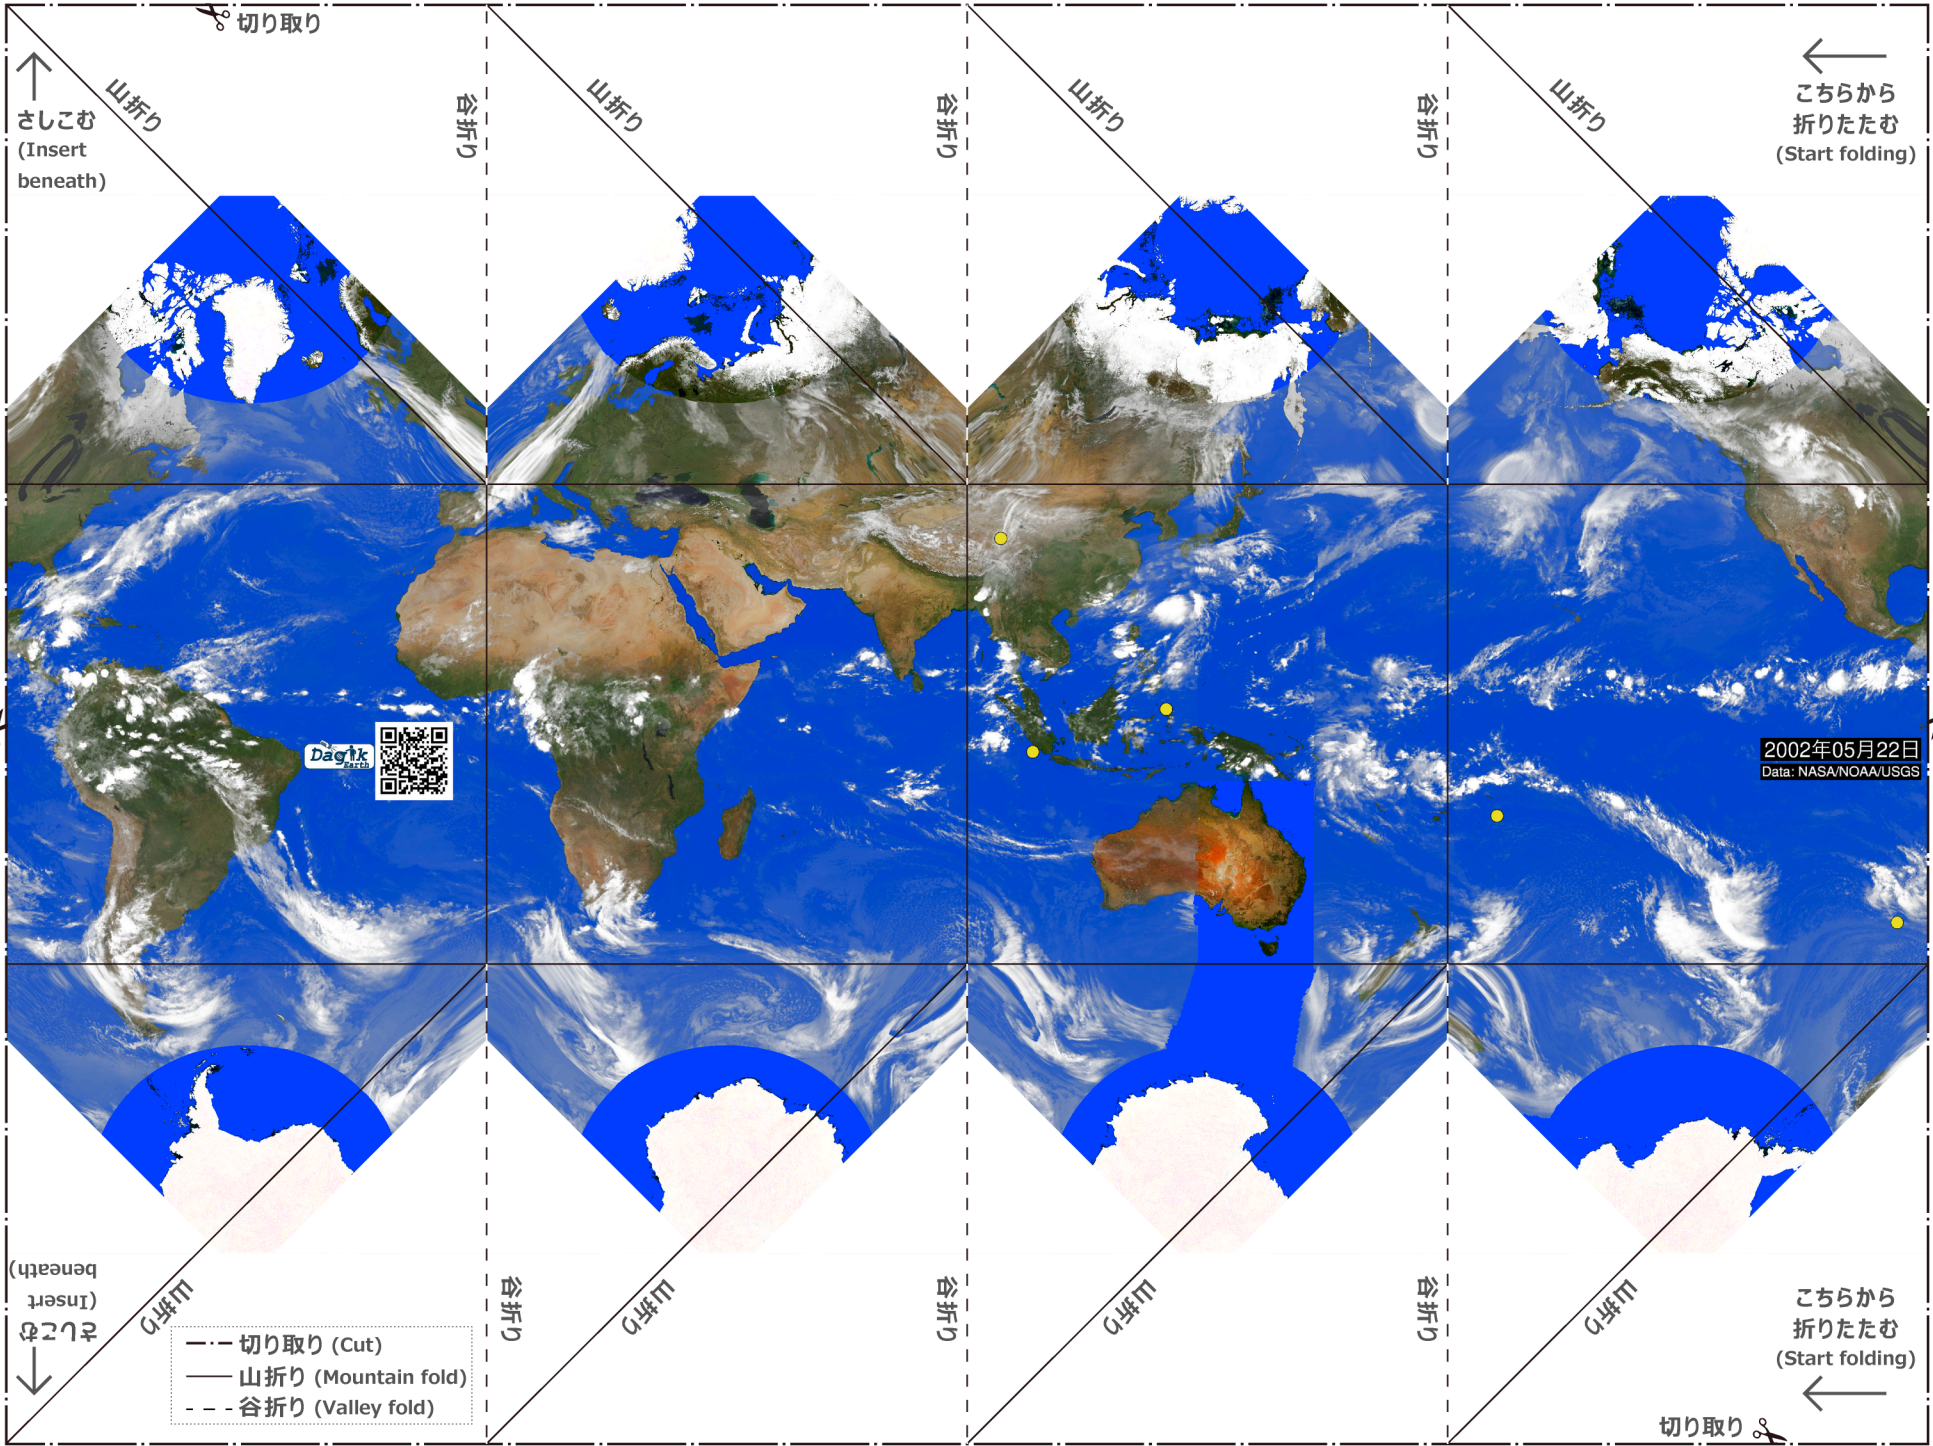 切り取り
山折り
谷折り
山折り
谷折り
山折り
谷折り
山折り
さしこむ
(Insert
beneath)
こちらから
折りたたむ
(Start folding)
Dagik
Earth
2002年05月22日
Data: NASA/NOAA/USGS
さしこむ
(Insert
beneath)
山折り
谷折り
山折り
谷折り
山折り
谷折り
山折り
こちらから
折りたたむ
(Start folding)
切り取り (Cut)
山折り (Mountain fold)
谷折り (Valley fold)
切り取り